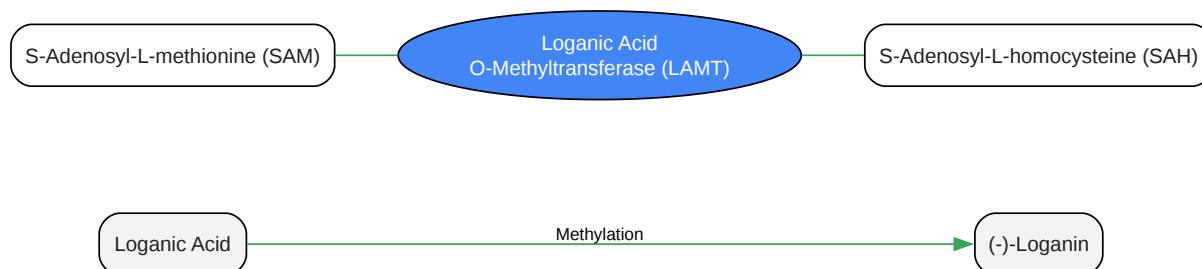 S-Adenosyl-L-methionine (SAM)
Loganic Acid
O-Methyltransferase (LAMT)
S-Adenosyl-L-homocysteine (SAH)
Loganic Acid
Methylation
(-)-Loganin